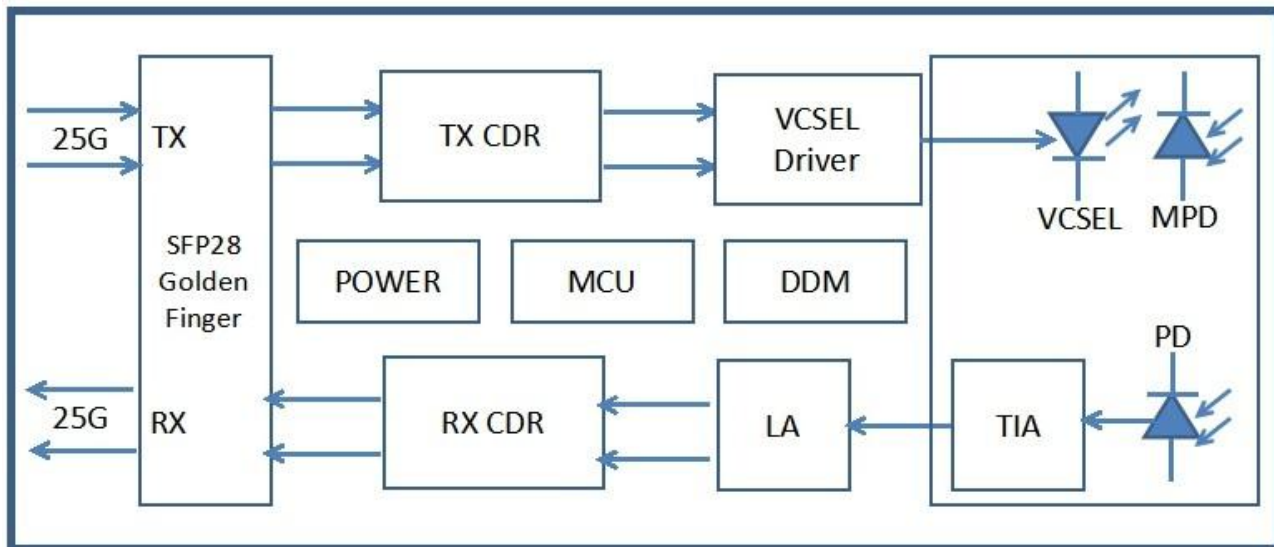 25G
TX
TX CDR
VCSEL
Driver
VCSEL
MPD
SFP28
Golden
Finger
POWER
MCU
DDM
PD
25G
RX
RX CDR
LA
TIA